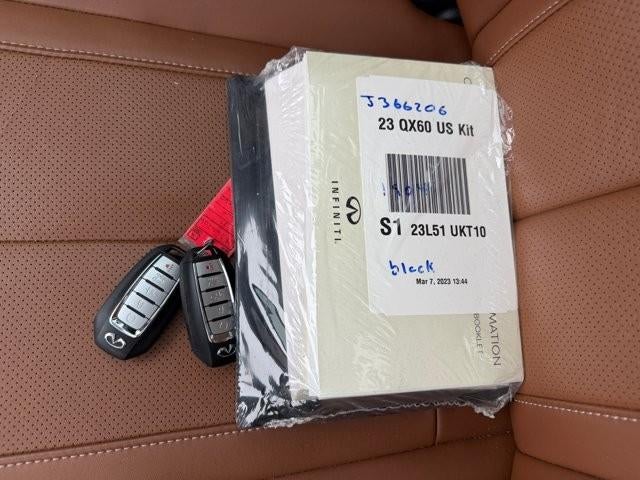 J366206
23 QX60 US Kit
S1 23L51 UKT10
black
Mar 7, 2023 13:44
INFINITI.
MATION
BOOKLET